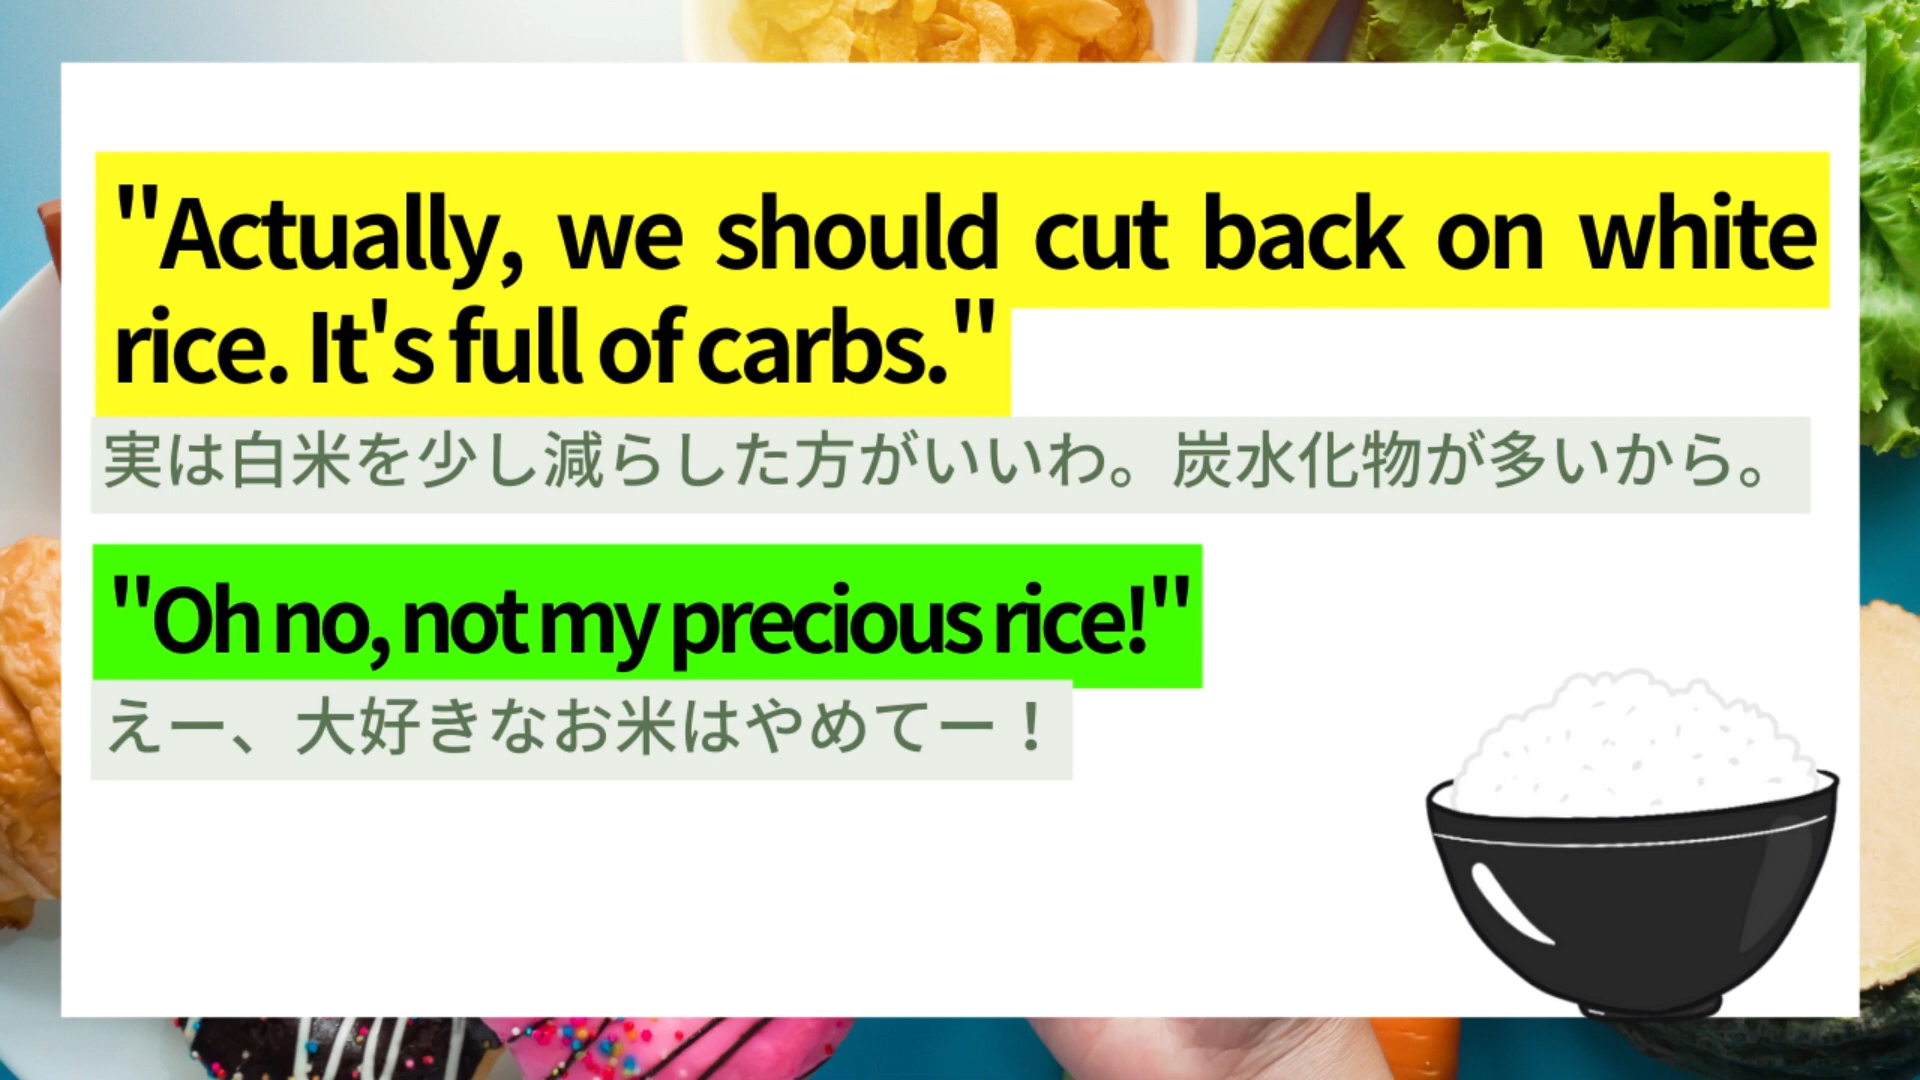 "Actually, we should cut back on white
rice. It's full of carbs."
実は白米を少し減らした方がいいわ。炭水化物が多いから。
"Oh no, not my precious rice!"
えー、大好きなお米はやめてー！